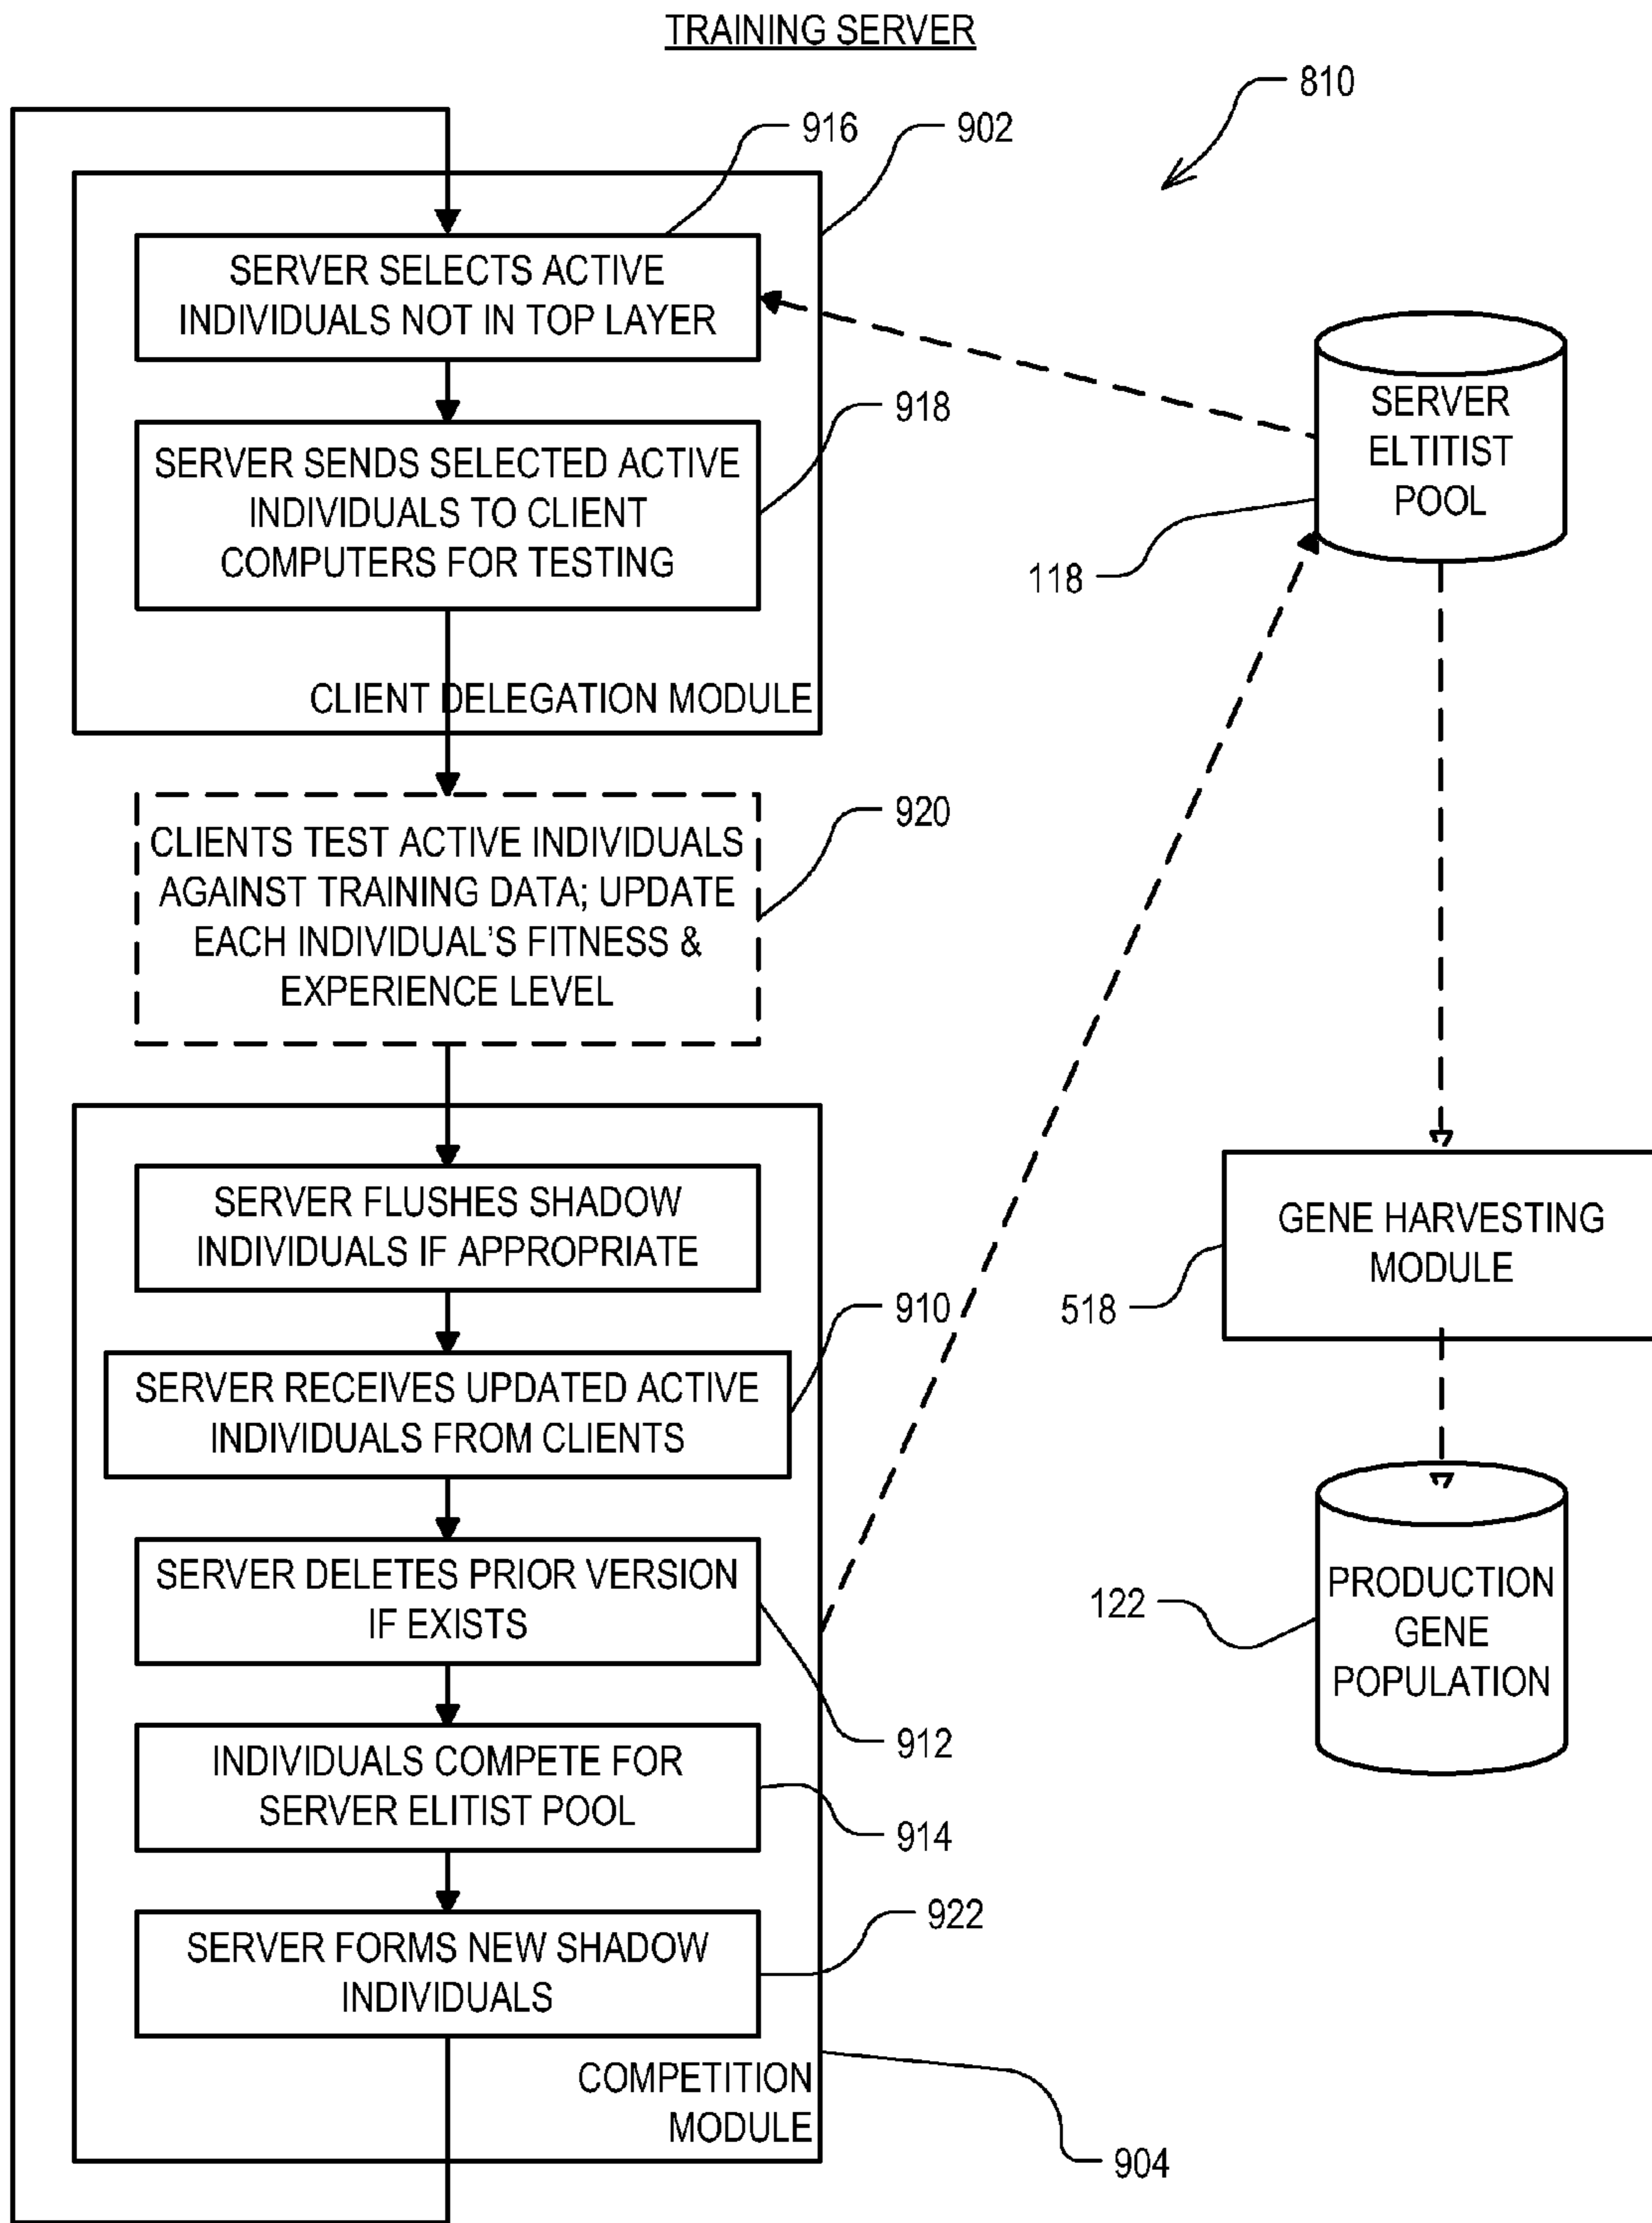 TRAINING SERVER
810
916
902
SERVER SELECTS ACTIVE
INDIVIDUALS NOT IN TOP LAYER
918
SERVER SENDS SELECTED ACTIVE
INDIVIDUALS TO CLIENT
COMPUTERS FOR TESTING
CLIENT DELEGATION MODULE
SERVER
ELTITIST
POOL
118
920
CLIENTS TEST ACTIVE INDIVIDUALS
AGAINST TRAINING DATA; UPDATE
EACH INDIVIDUAL'S FITNESS &
EXPERIENCE LEVEL
SERVER FLUSHES SHADOW
INDIVIDUALS IF APPROPRIATE
GENE HARVESTING
MODULE
518
910
SERVER RECEIVES UPDATED ACTIVE
INDIVIDUALS FROM CLIENTS
SERVER DELETES PRIOR VERSION
IF EXISTS
PRODUCTION
GENE
POPULATION
122
912
INDIVIDUALS COMPETE FOR
SERVER ELITIST POOL
914
922
SERVER FORMS NEW SHADOW
INDIVIDUALS
COMPETITION
MODULE
904